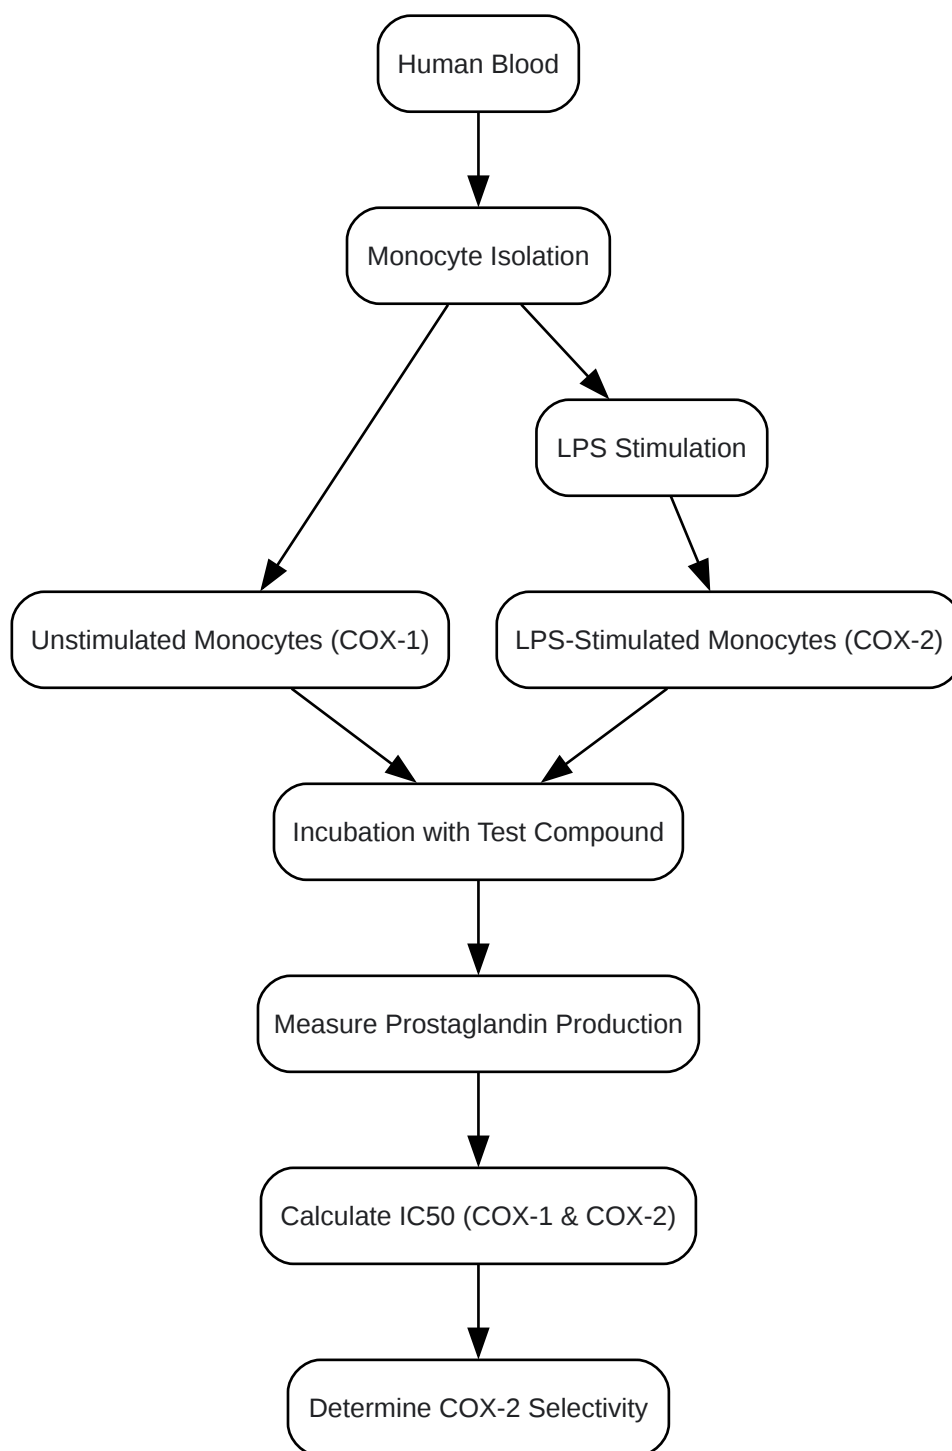 Human Blood
Monocyte Isolation
LPS Stimulation
Unstimulated Monocytes (COX-1)
LPS-Stimulated Monocytes (COX-2)
Incubation with Test Compound
Measure Prostaglandin Production
Calculate IC50 (COX-1 & COX-2)
Determine COX-2 Selectivity